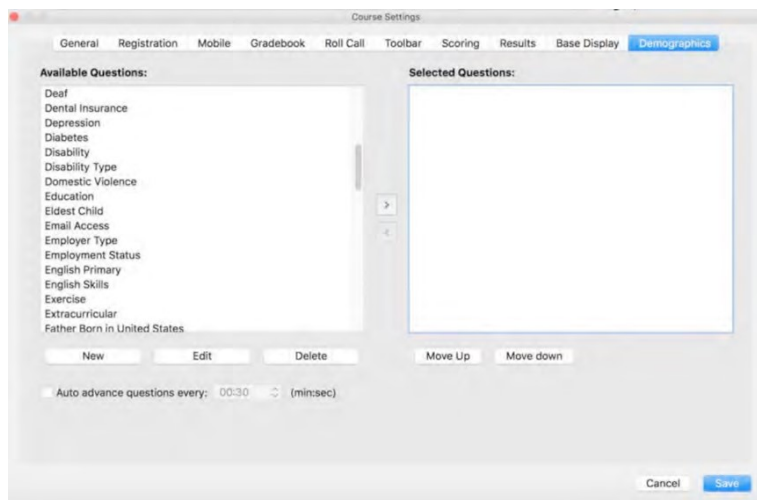 Course Settings
General Registration Mobile Gradebook Roll Call Toolbar Scoring Results Base Display Demographics
Available Questions:
Deaf
Dental Insurance
Depression
Diabetes
Disability
Disability Type
Domestic Violence
Education
Eldest Child
Email Access
Employer Type
Employment Status
English Primary
English Skills
Exercise
Extracurricular
Father Born in United States
New Edit Delete
Auto advance questions every: 00:30 (min:sec)
Selected Questions:
>
<
Move Up Move down
Cancel Save